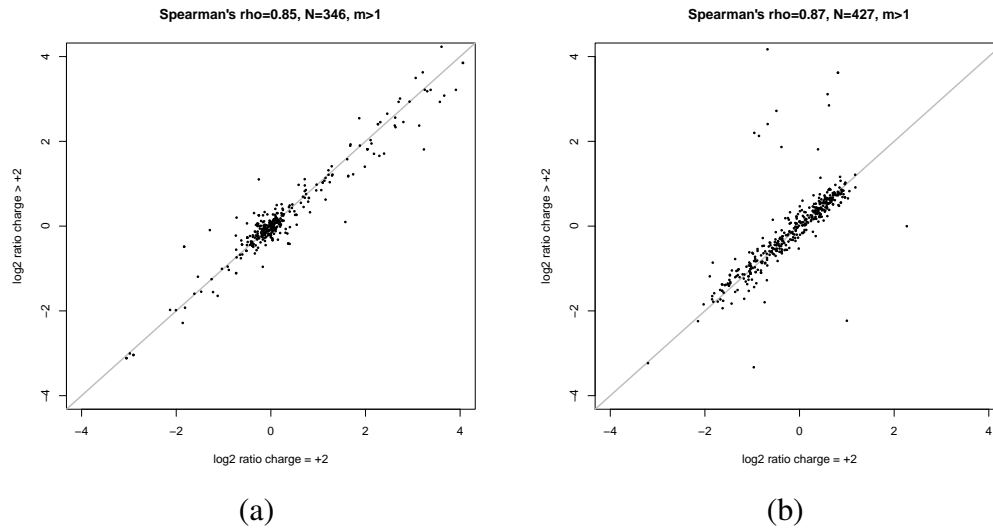 Spearman's rho=0.85, N=346, m>1
4
2
0
−2
−4
log2 ratio charge > +2
−4 −2 0 2 4
log2 ratio charge = +2
(a)
Spearman's rho=0.87, N=427, m>1
4
2
0
−2
−4
log2 ratio charge > +2
−4 −2 0 2 4
log2 ratio charge = +2
(b)